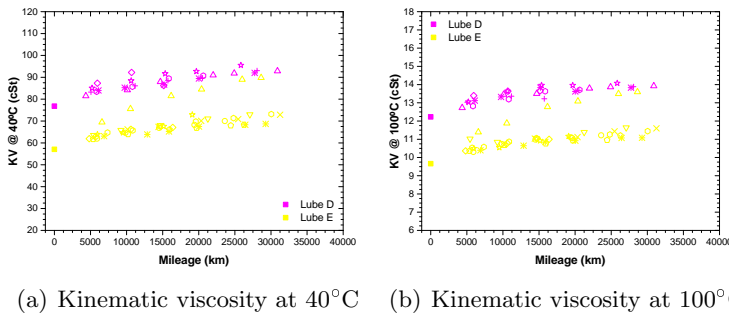 120
110
100
90
80
70
60
50
40
30
20
KV @ 40ºC (cSt)
0 5000 10000 15000 20000 25000 30000 35000 40000
Mileage (km)
Lube D
Lube E
18
17
16
15
14
13
12
11
10
9
8
7
6
KV @ 100ºC (cSt)
0 5000 10000 15000 20000 25000 30000 35000 40000
Mileage (km)
Lube D
Lube E
(a) Kinematic viscosity at 40°C (b) Kinematic viscosity at 100°C